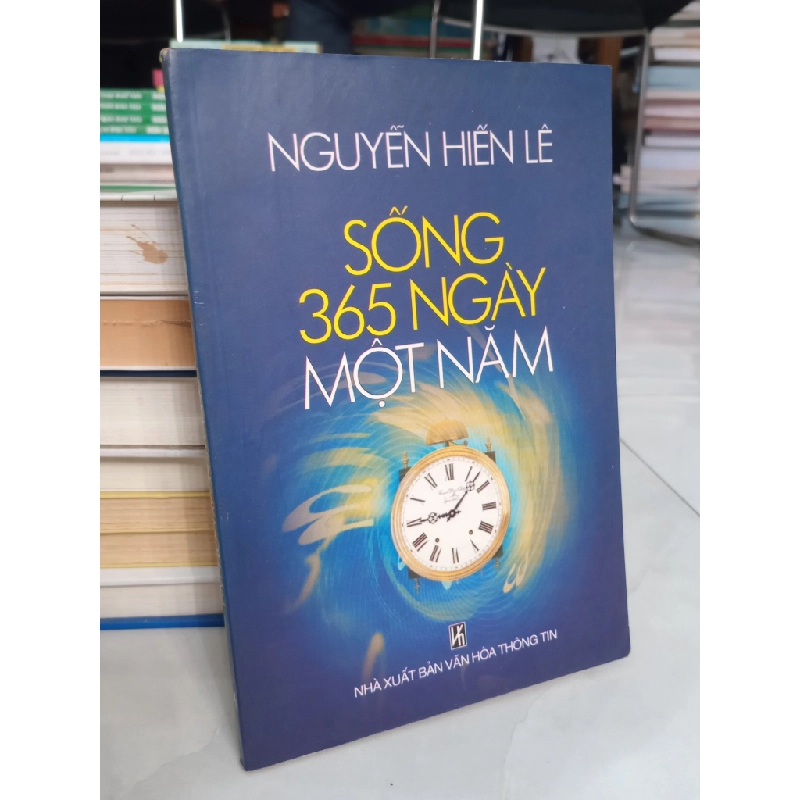 NGUYỄN HIẾN LÊ
SỐNG
365 NGÀY
MỘT NĂM
NHÀ XUẤT BẢN VĂN HÓA THÔNG TIN